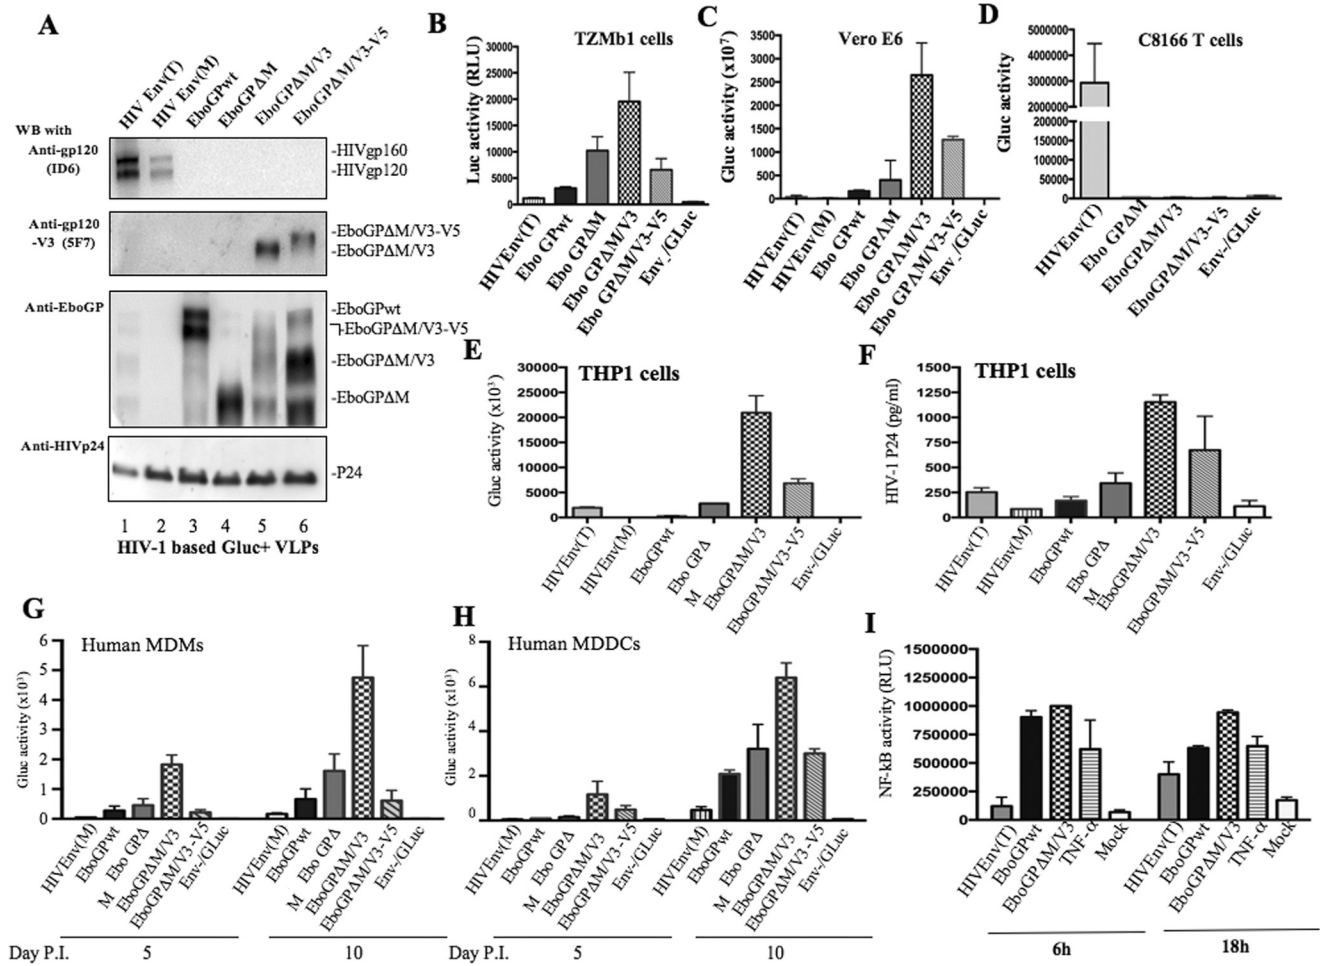 A
HIV Env(T)
HIV Env(M)
EboGPwt
EboGPΔM
EboGPΔM/V3
EboGPΔM/V3-V5
WB with
Anti-gp120
(ID6)
-HIVgp160
-HIVgp120
Anti-gp120
-V3 (5F7)
-EboGPΔM/V3-V5
-EboGPΔM/V3
Anti-EboGP
-EboGPwt
-EboGPΔM/V3-V5
-EboGPΔM/V3
-EboGPΔM
Anti-HIVp24
-P24
1 2 3 4 5 6
HIV-1 based Gluc+ VLPs
B
TZMb1 cells
Luc activity (RLU)
30000
25000
20000
15000
10000
5000
0
HIVEnv(T)
Ebo GPwt
Ebo GPΔM
Ebo GPΔM/V3
Ebo GPΔM/V3-V5
Env_/GLuc
C
Vero E6
Gluc activity (x10⁷)
3500
3000
2500
2000
1500
1000
500
0
HIVEnv(T)
HIVEnv(M)
Ebo GPwt
Ebo GPΔM
Ebo GPΔM/V3
Ebo GPΔM/V3-V5
Env_/GLuc
D
C8166 T cells
Gluc activity
5000000
4000000
3000000
2000000
200000
150000
100000
50000
0
HIVEnv(T)
Ebo GPΔM
EboGPΔM/V3
EboGPΔM/V3-V5
Env-/GLuc
E
THP1 cells
Gluc activity (x10³)
30000
25000
20000
15000
10000
5000
0
HIVEnv(T)
HIVEnv(M)
EboGPwt
Ebo GPΔ
M
EboGPΔM/V3
EboGPΔM/V3-V5
Env-/GLuc
F
THP1 cells
HIV-1 P24 (pg/ml)
1500
1250
1000
750
500
250
0
HIVEnv(T)
HIVEnv(M)
EboGPwt
Ebo GPΔ
M
EboGPΔM/V3
EboGPΔM/V3-V5
Env-/GLuc
G
Human MDMs
Gluc activity (x10³)
6
5
4
3
2
1
0
HIVEnv(M)
EboGPwt
Ebo GPΔ
M
EboGPΔM/V3
EboGPΔM/V3-V5
Env-/GLuc
HIVEnv(M)
EboGPwt
Ebo GPΔ
M
EboGPΔM/V3
EboGPΔM/V3-V5
Env-/GLuc
Day P.I. 5 10
H
Human MDDCs
Gluc activity (x10³)
8
6
4
2
0
HIVEnv(M)
EboGPwt
Ebo GPΔ
M
EboGPΔM/V3
EboGPΔM/V3-V5
Env-/GLuc
HIVEnv(M)
EboGPwt
M
Ebo GPΔ
EboGPΔM/V3
EboGPΔM/V3-V5
Env-/GLuc
Day P.I. 5 10
I
NF-kB activity (RLU)
1500000
1250000
1000000
750000
500000
250000
0
HIVEnv(T)
EboGPwt
EboGPΔM/V3
TNF-α
Mock
HIVEnv(T)
EboGPwt
EboGPΔM/V3
TNF-α
Mock
6h 18h